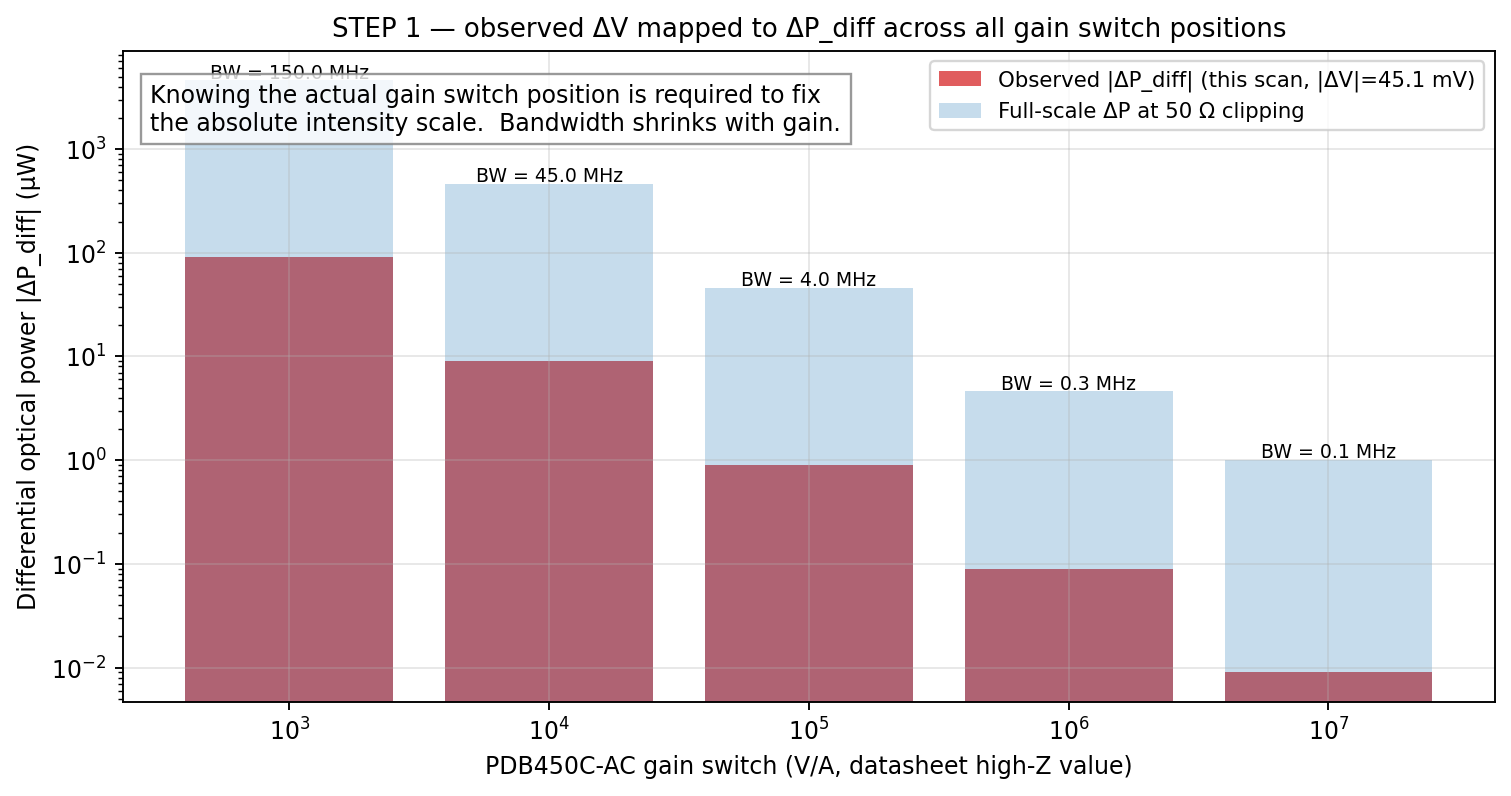 STEP 1 — observed ΔV mapped to ΔP_diff across all gain switch positions
BW = 150.0 MHz
Knowing the actual gain switch position is required to fix
the absolute intensity scale.  Bandwidth shrinks with gain.
Observed |ΔP_diff| (this scan, |ΔV|=45.1 mV)
Full-scale ΔP at 50 Ω clipping
BW = 45.0 MHz
BW = 4.0 MHz
BW = 0.3 MHz
BW = 0.1 MHz
Differential optical power |ΔP_diff| (µW)
10³
10²
10¹
10⁰
10⁻¹
10⁻²
10³ 10⁴ 10⁵ 10⁶ 10⁷
PDB450C-AC gain switch (V/A, datasheet high-Z value)